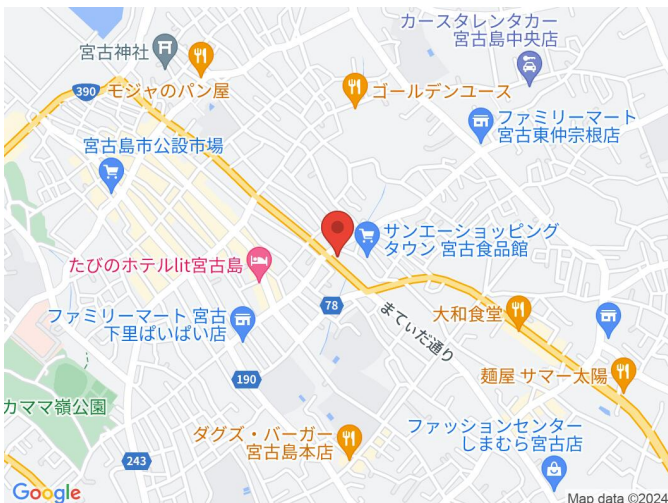 カースタレンタカー
宮古島中央店
宮古神社
390
モジャのパン屋
ゴールデンユース
ファミリーマート
宮古東仲宗根店
宮古島市公設市場
サンエーショッピング
タウン 宮古食品館
たびのホテルlit宮古島
78
大和食堂
ファミリーマート 宮古
下里ぱいぱい店
まてぃだ通り
麺屋 サマー太陽
190
カママ嶺公園
ファッションセンター
しまむら宮古店
ダグズ・バーガー
宮古島本店
243
Google
Map data ©2024